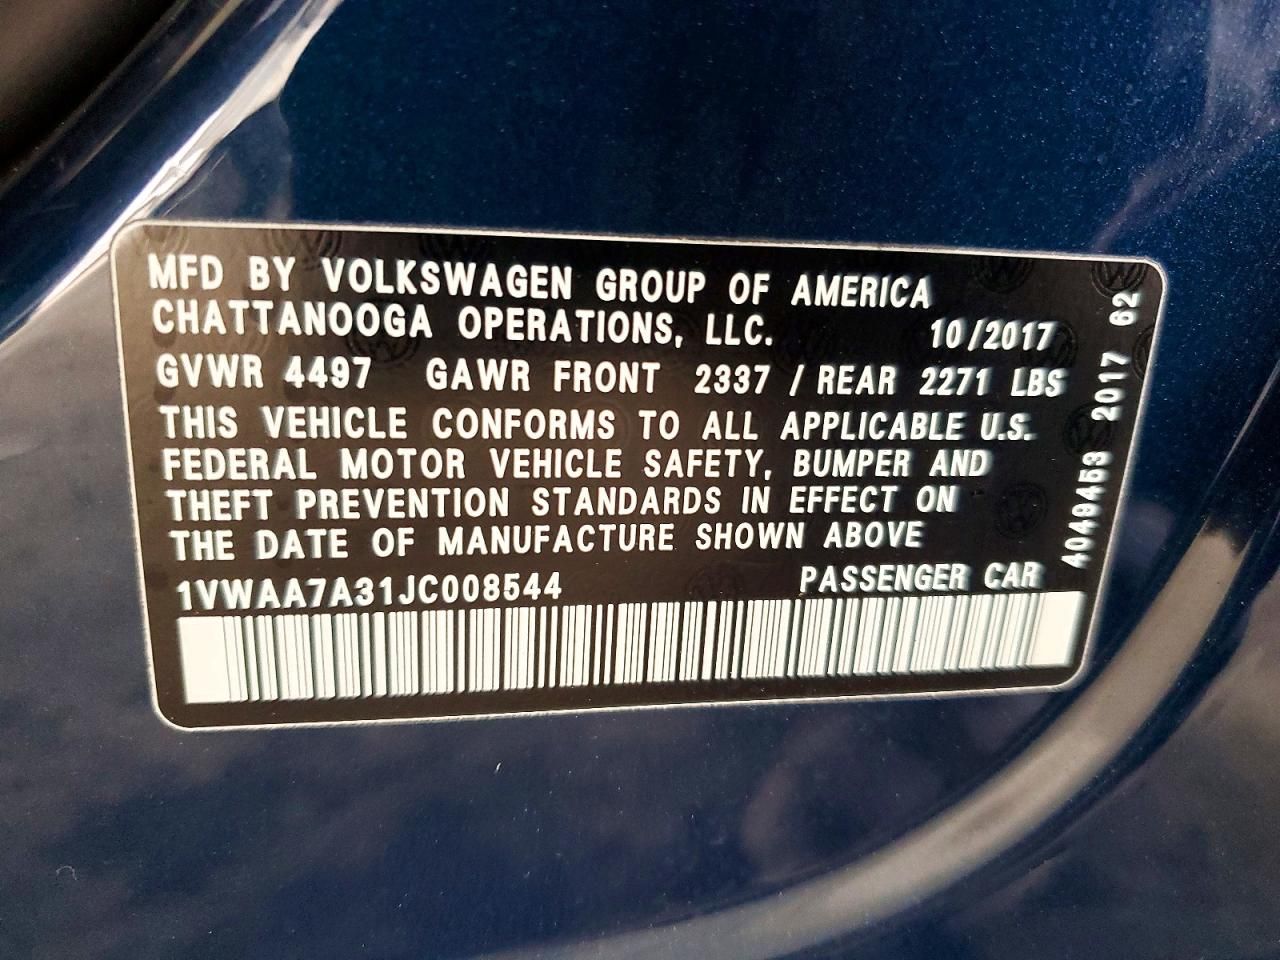 MFD BY VOLKSWAGEN GROUP OF AMERICA
CHATTANOOGA OPERATIONS, LLC. 10/2017
GVWR 4497 GAWR FRONT 2337 / REAR 2271 LBS
THIS VEHICLE CONFORMS TO ALL APPLICABLE U.S.
FEDERAL MOTOR VEHICLE SAFETY, BUMPER AND
THEFT PREVENTION STANDARDS IN EFFECT ON
THE DATE OF MANUFACTURE SHOWN ABOVE
1VWAA7A31JC008544 PASSENGER CAR
4049453 2017 62